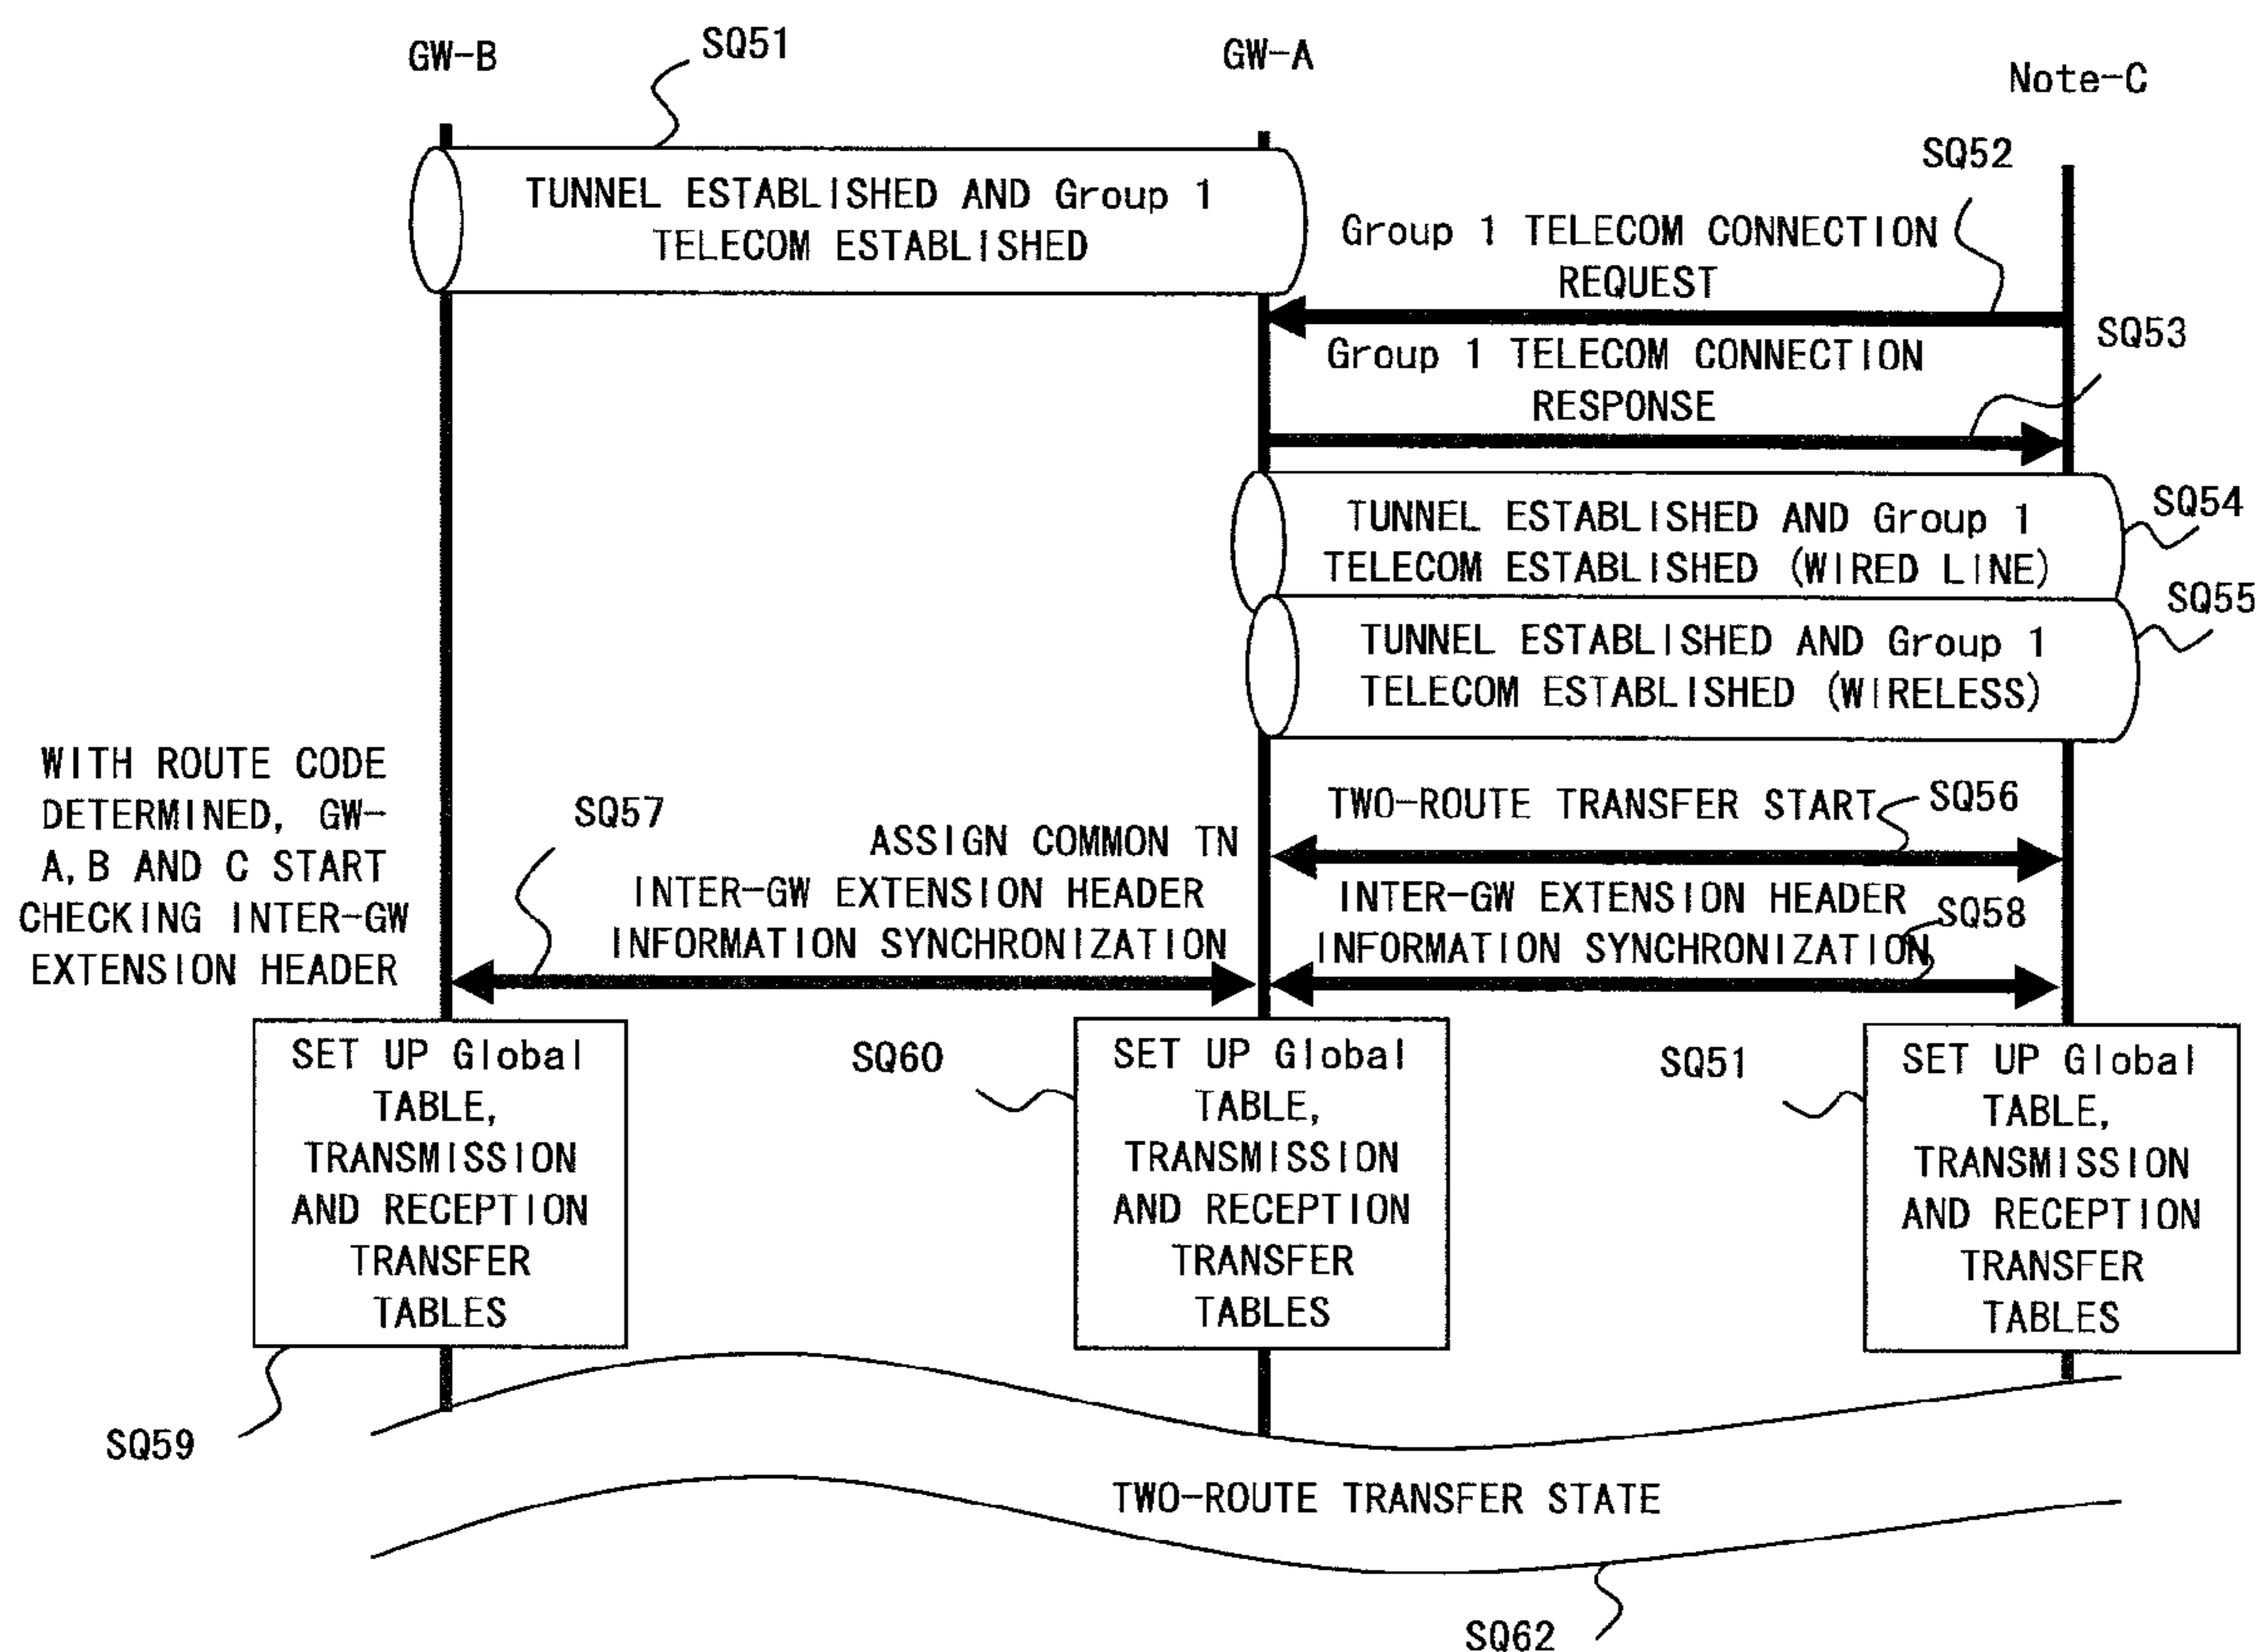 GW-B
SQ51
GW-A
Note-C
TUNNEL ESTABLISHED AND Group 1
TELECOM ESTABLISHED
SQ52
Group 1 TELECOM CONNECTION
REQUEST
SQ53
Group 1 TELECOM CONNECTION
RESPONSE
TUNNEL ESTABLISHED AND Group 1
TELECOM ESTABLISHED (WIRED LINE)
SQ54
TUNNEL ESTABLISHED AND Group 1
TELECOM ESTABLISHED (WIRELESS)
SQ55
WITH ROUTE CODE
DETERMINED, GW-
A, B AND C START
CHECKING INTER-GW
EXTENSION HEADER
SQ57
ASSIGN COMMON TN
INTER-GW EXTENSION HEADER
INFORMATION SYNCHRONIZATION
TWO-ROUTE TRANSFER START
SQ56
INTER-GW EXTENSION HEADER
INFORMATION SYNCHRONIZATION
SQ58
SET UP Global
TABLE,
TRANSMISSION
AND RECEPTION
TRANSFER
TABLES
SQ59
SQ60
SET UP Global
TABLE,
TRANSMISSION
AND RECEPTION
TRANSFER
TABLES
SQ51
SET UP Global
TABLE,
TRANSMISSION
AND RECEPTION
TRANSFER
TABLES
TWO-ROUTE TRANSFER STATE
SQ62